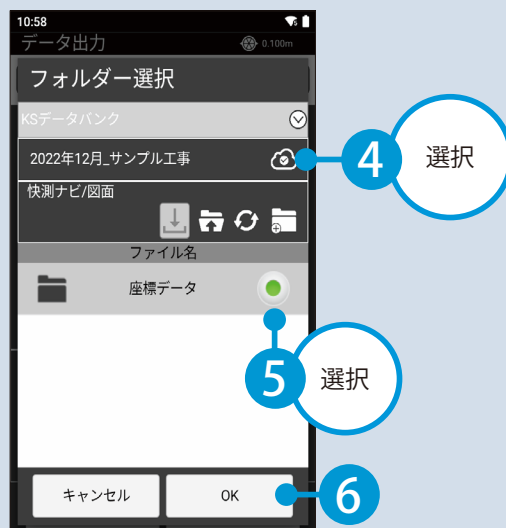 10:58
データ出力 0.100m
フォルダー選択
KSデータバンク
2022年12月_サンプル工事
4 選択
快測ナビ/図面
ファイル名
座標データ
5 選択
キャンセル OK 6